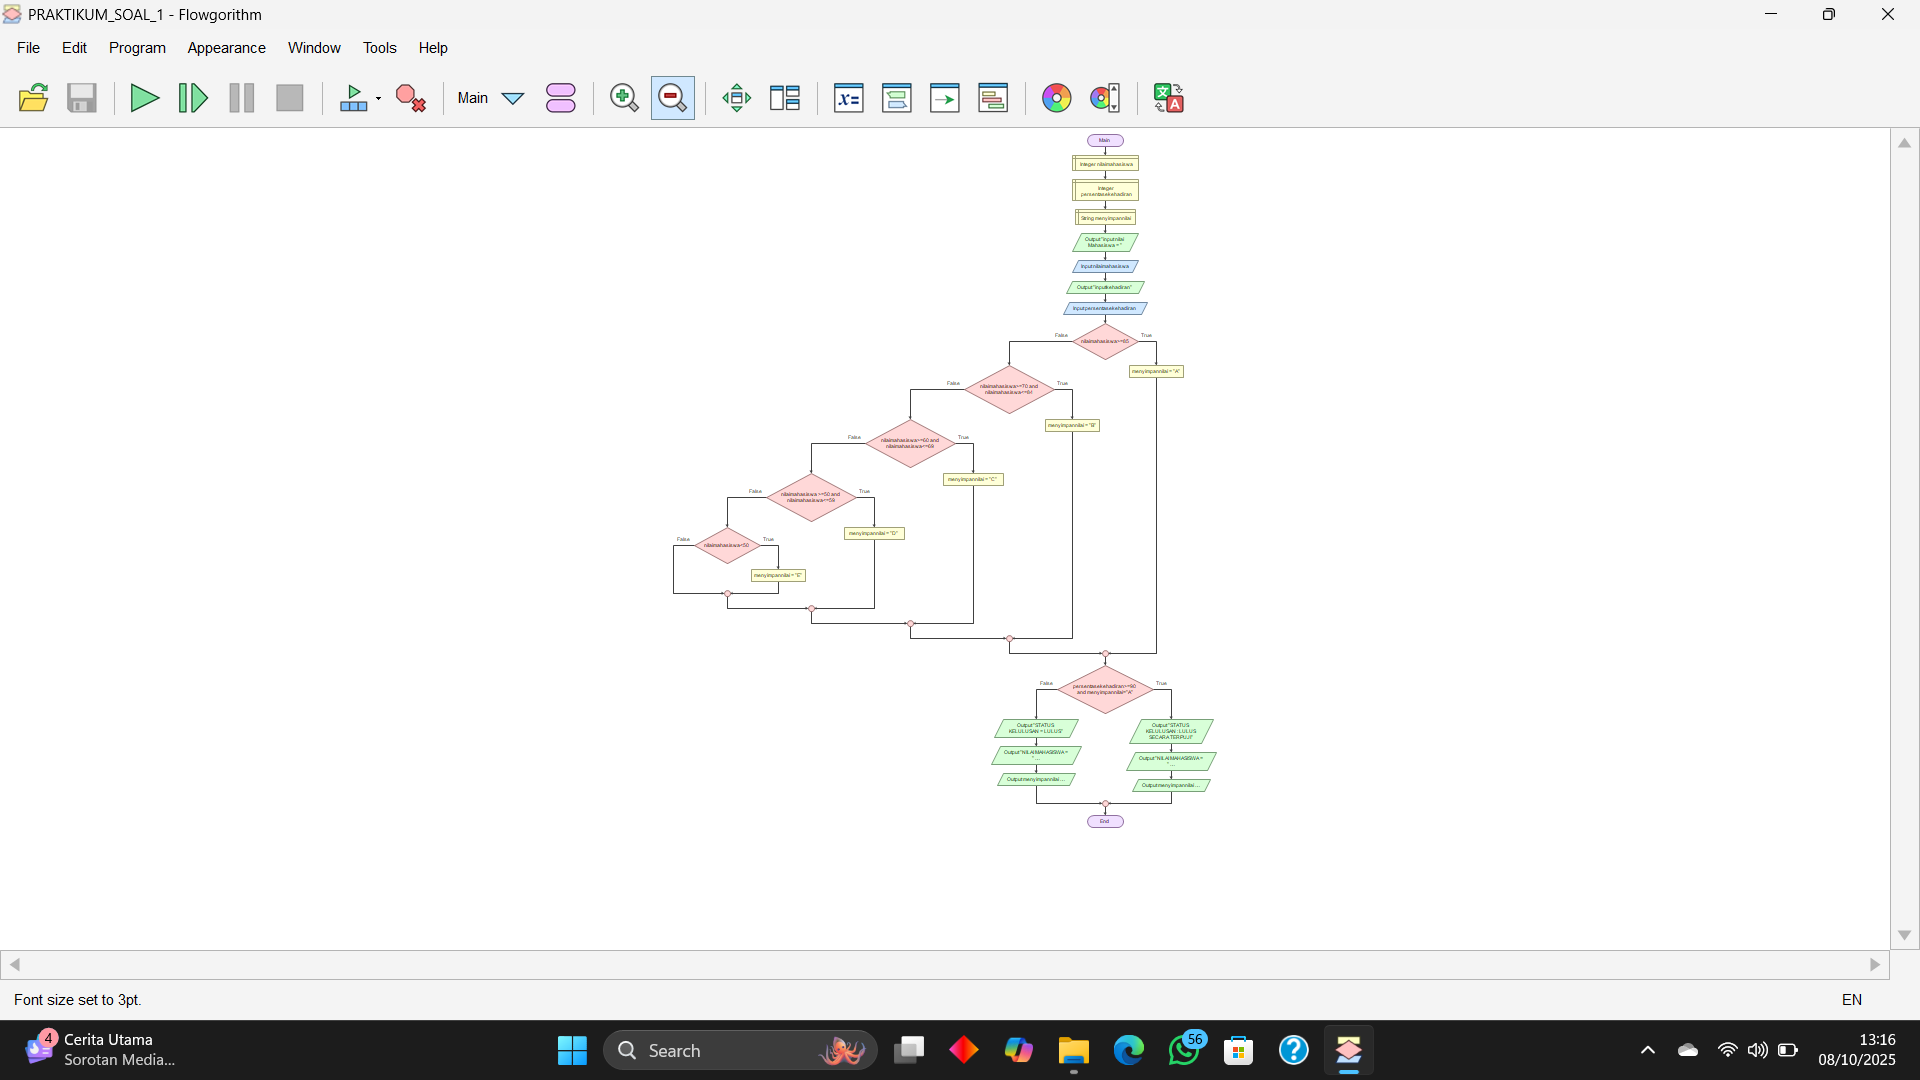 PRAKTIKUM_SOAL_1 - Flowgorithm
File Edit Program Appearance Window Tools Help
Main
Main
Integer nilaimahasiswa
Integer
persentasekehadiran
String menyimpannilai
Output "input nilai
Mahasiswa = "
Input nilaimahasiswa
Output "input kehadiran"
Input persentasekehadiran
False
True
nilaimahasiswa>=85
menyimpannilai = "A"
False
True
nilaimahasiswa>=70 and
nilaimahasiswa<=84
menyimpannilai = "B"
False
True
nilaimahasiswa>=60 and
nilaimahasiswa<=69
menyimpannilai = "C"
False
True
nilaimahasiswa >=50 and
nilaimahasiswa<=59
menyimpannilai = "D"
False
True
nilaimahasiswa<50
menyimpannilai = "E"
False
True
persentasekehadiran>=90
and menyimpannilai="A"
Output "STATUS
KELULUSAN = LULUS"
Output "NILAI MAHASISWA =
" ...
Output menyimpannilai ...
Output "STATUS
KELULUSAN : LULUS
SECARA TERPUJI"
Output "NILAI MAHASISWA =
" ...
Output menyimpannilai ...
End
Font size set to 3pt.
EN
4
Cerita Utama
Sorotan Media...
Search
56
13:16
08/10/2025